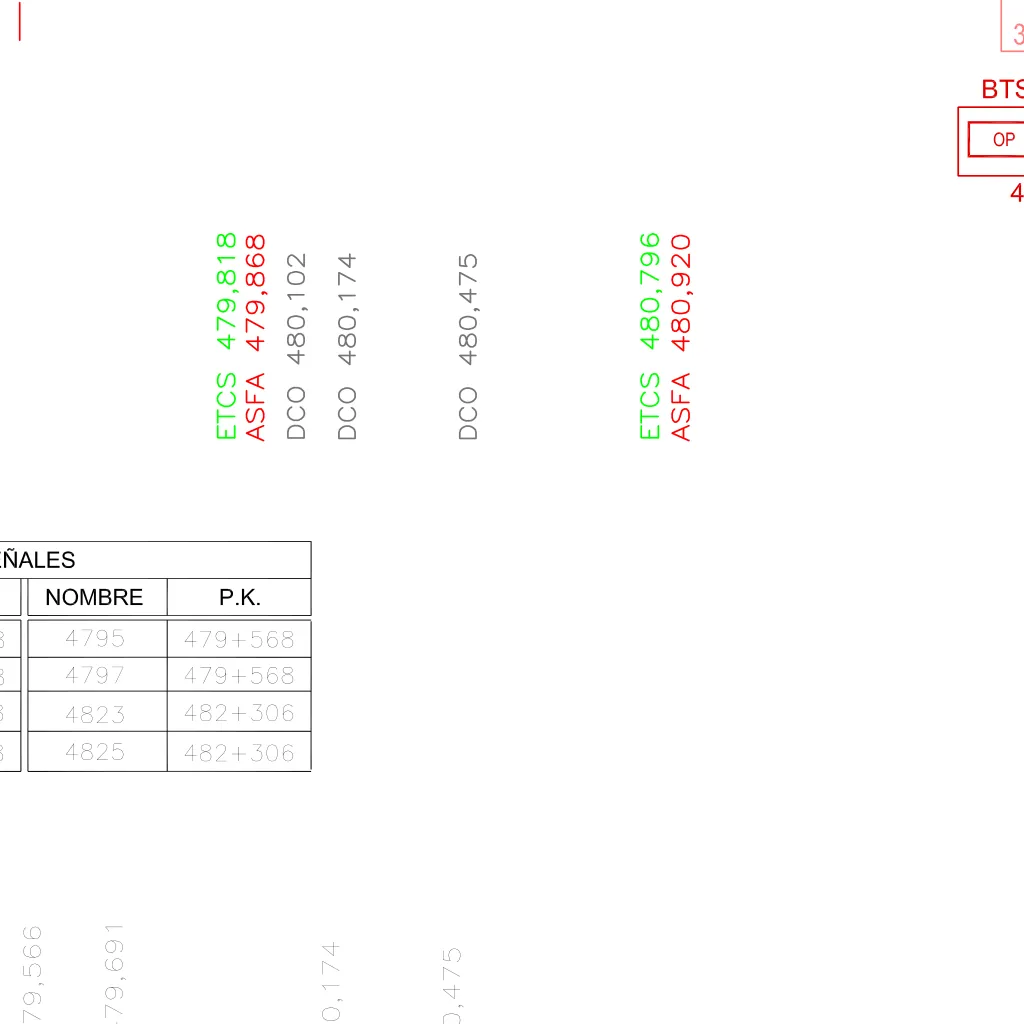 3
BTS
OP
4
ETCS 479,818
ASFA 479,868
DCO 480,102
DCO 480,174
DCO 480,475
ETCS 480,796
ASFA 480,920
EÑALES
NOMBRE P.K.
4795 479+568
4797 479+568
4823 482+306
4825 482+306
79,566
79,691
0,174
0,475